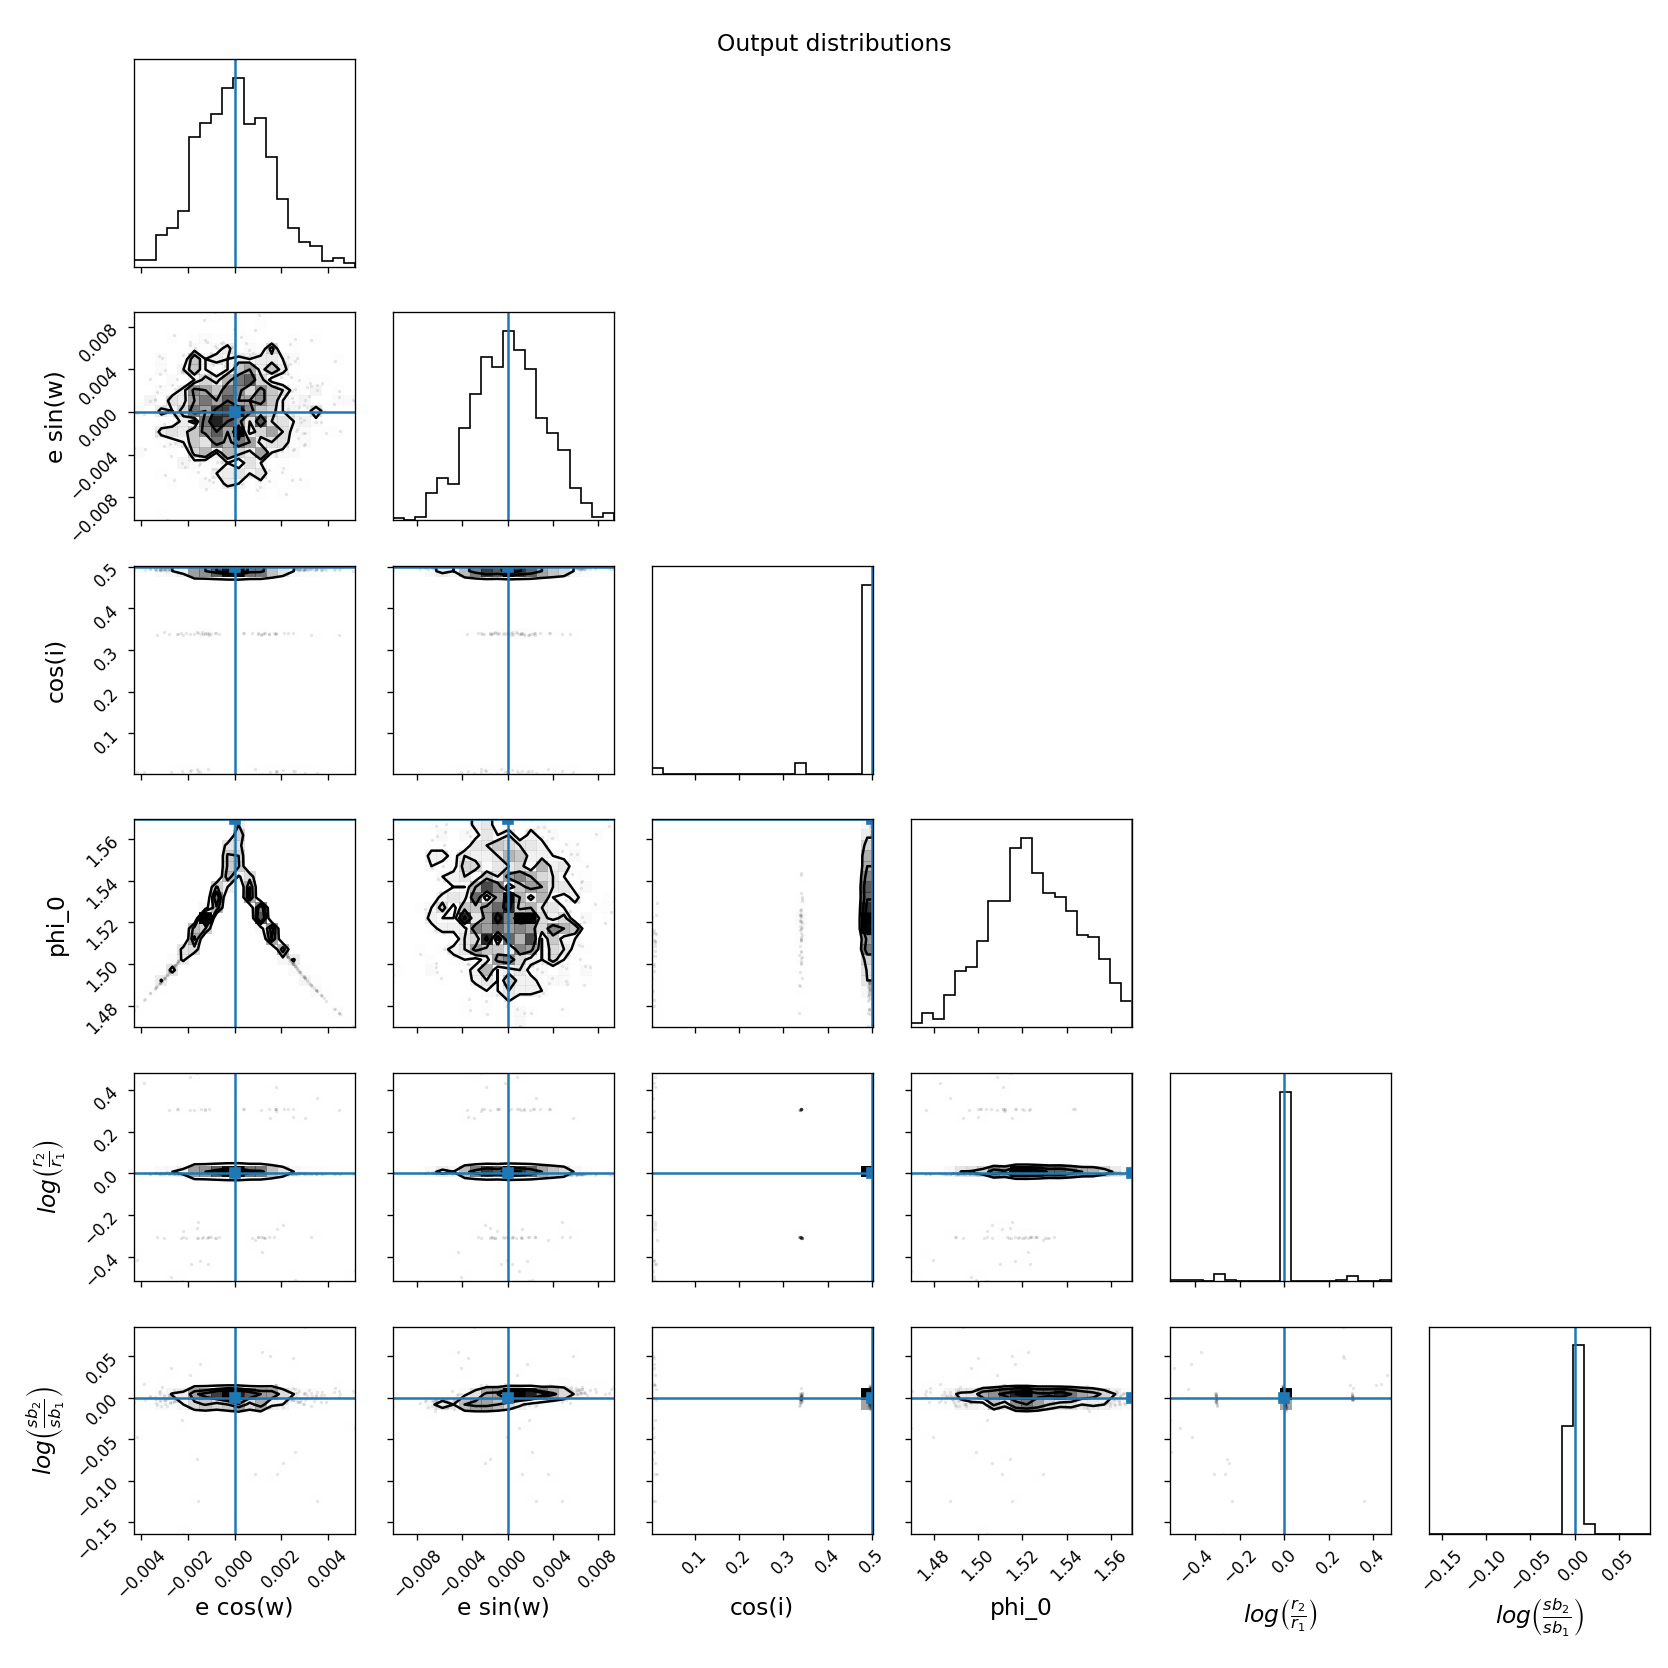 Output distributions
e sin(w)
0.008
0.004
0.000
−0.004
−0.008
cos(i)
0.5
0.4
0.3
0.2
0.1
phi_0
1.56
1.54
1.52
1.50
1.48
log(r2/r1)
0.4
0.2
0.0
−0.2
−0.4
log(sb2/sb1)
0.05
0.00
−0.05
−0.10
−0.15
−0.004 −0.002 0.000 0.002 0.004
−0.008 −0.004 0.000 0.004 0.008
0.1 0.2 0.3 0.4 0.5
1.48 1.50 1.52 1.54 1.56
−0.4 −0.2 0.0 0.2 0.4
−0.15 −0.10 −0.05 0.00 0.05
e cos(w)
e sin(w)
cos(i)
phi_0
log(r2/r1)
log(sb2/sb1)